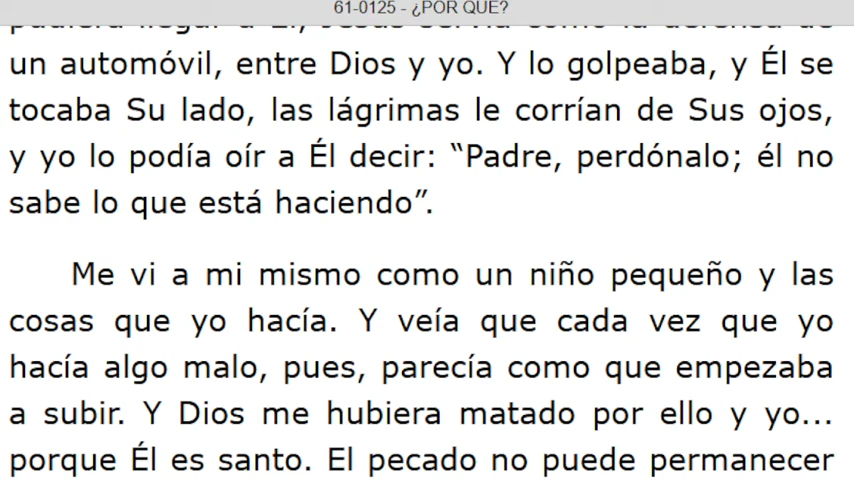 61-0125 - ¿POR QUE?
un automóvil, entre Dios y yo. Y lo golpeaba, y Él se
tocaba Su lado, las lágrimas le corrían de Sus ojos,
y yo lo podía oír a Él decir: “Padre, perdónalo; él no
sabe lo que está haciendo”.
Me vi a mi mismo como un niño pequeño y las
cosas que yo hacía. Y veía que cada vez que yo
hacía algo malo, pues, parecía como que empezaba
a subir. Y Dios me hubiera matado por ello y yo...
porque Él es santo. El pecado no puede permanecer